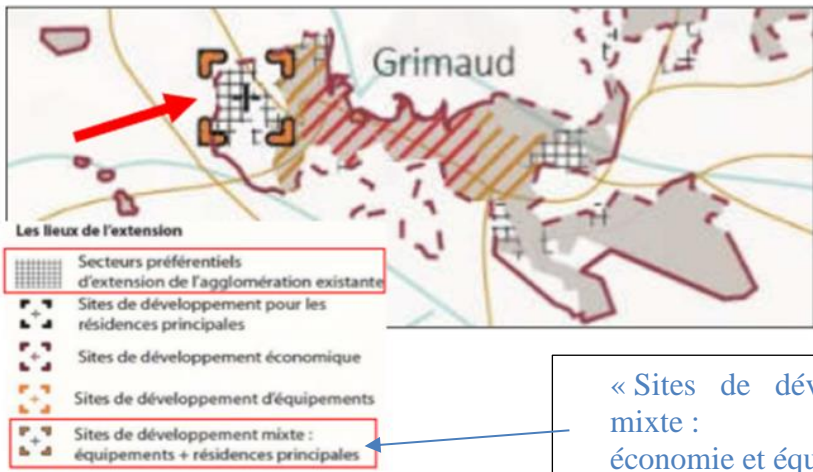 Grimaud
Les lieux de l'extension
Secteurs préférentiels
d'extension de l'agglomération existante
Sites de développement pour les
résidences principales
Sites de développement économique
Sites de développement d'équipements
Sites de développement mixte :
équipements + résidences principales
« Sites de dév
mixte :
économie et équ